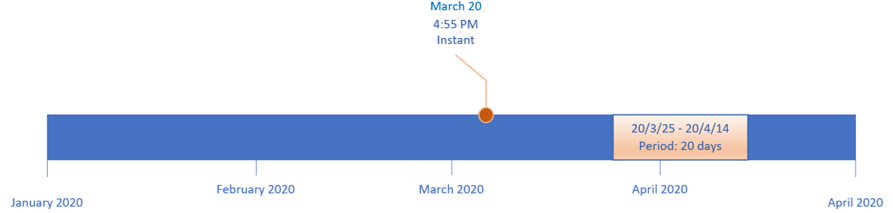 March 20
4:55 PM
Instant
20/3/25 - 20/4/14
Period: 20 days
January 2020
February 2020
March 2020
April 2020
April 2020